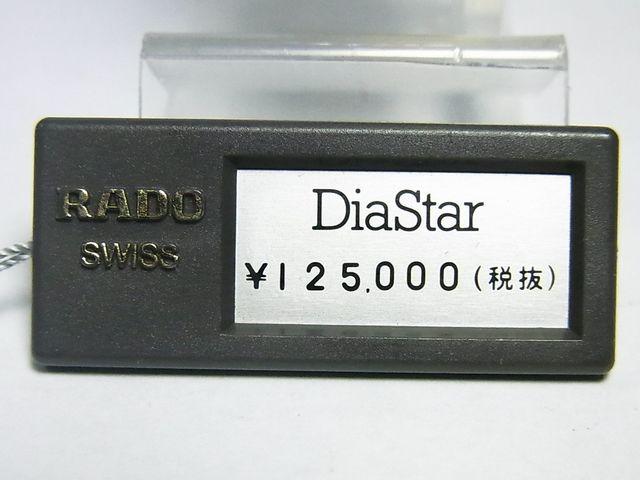 RADO
SWISS
DiaStar
¥125,000(税抜)